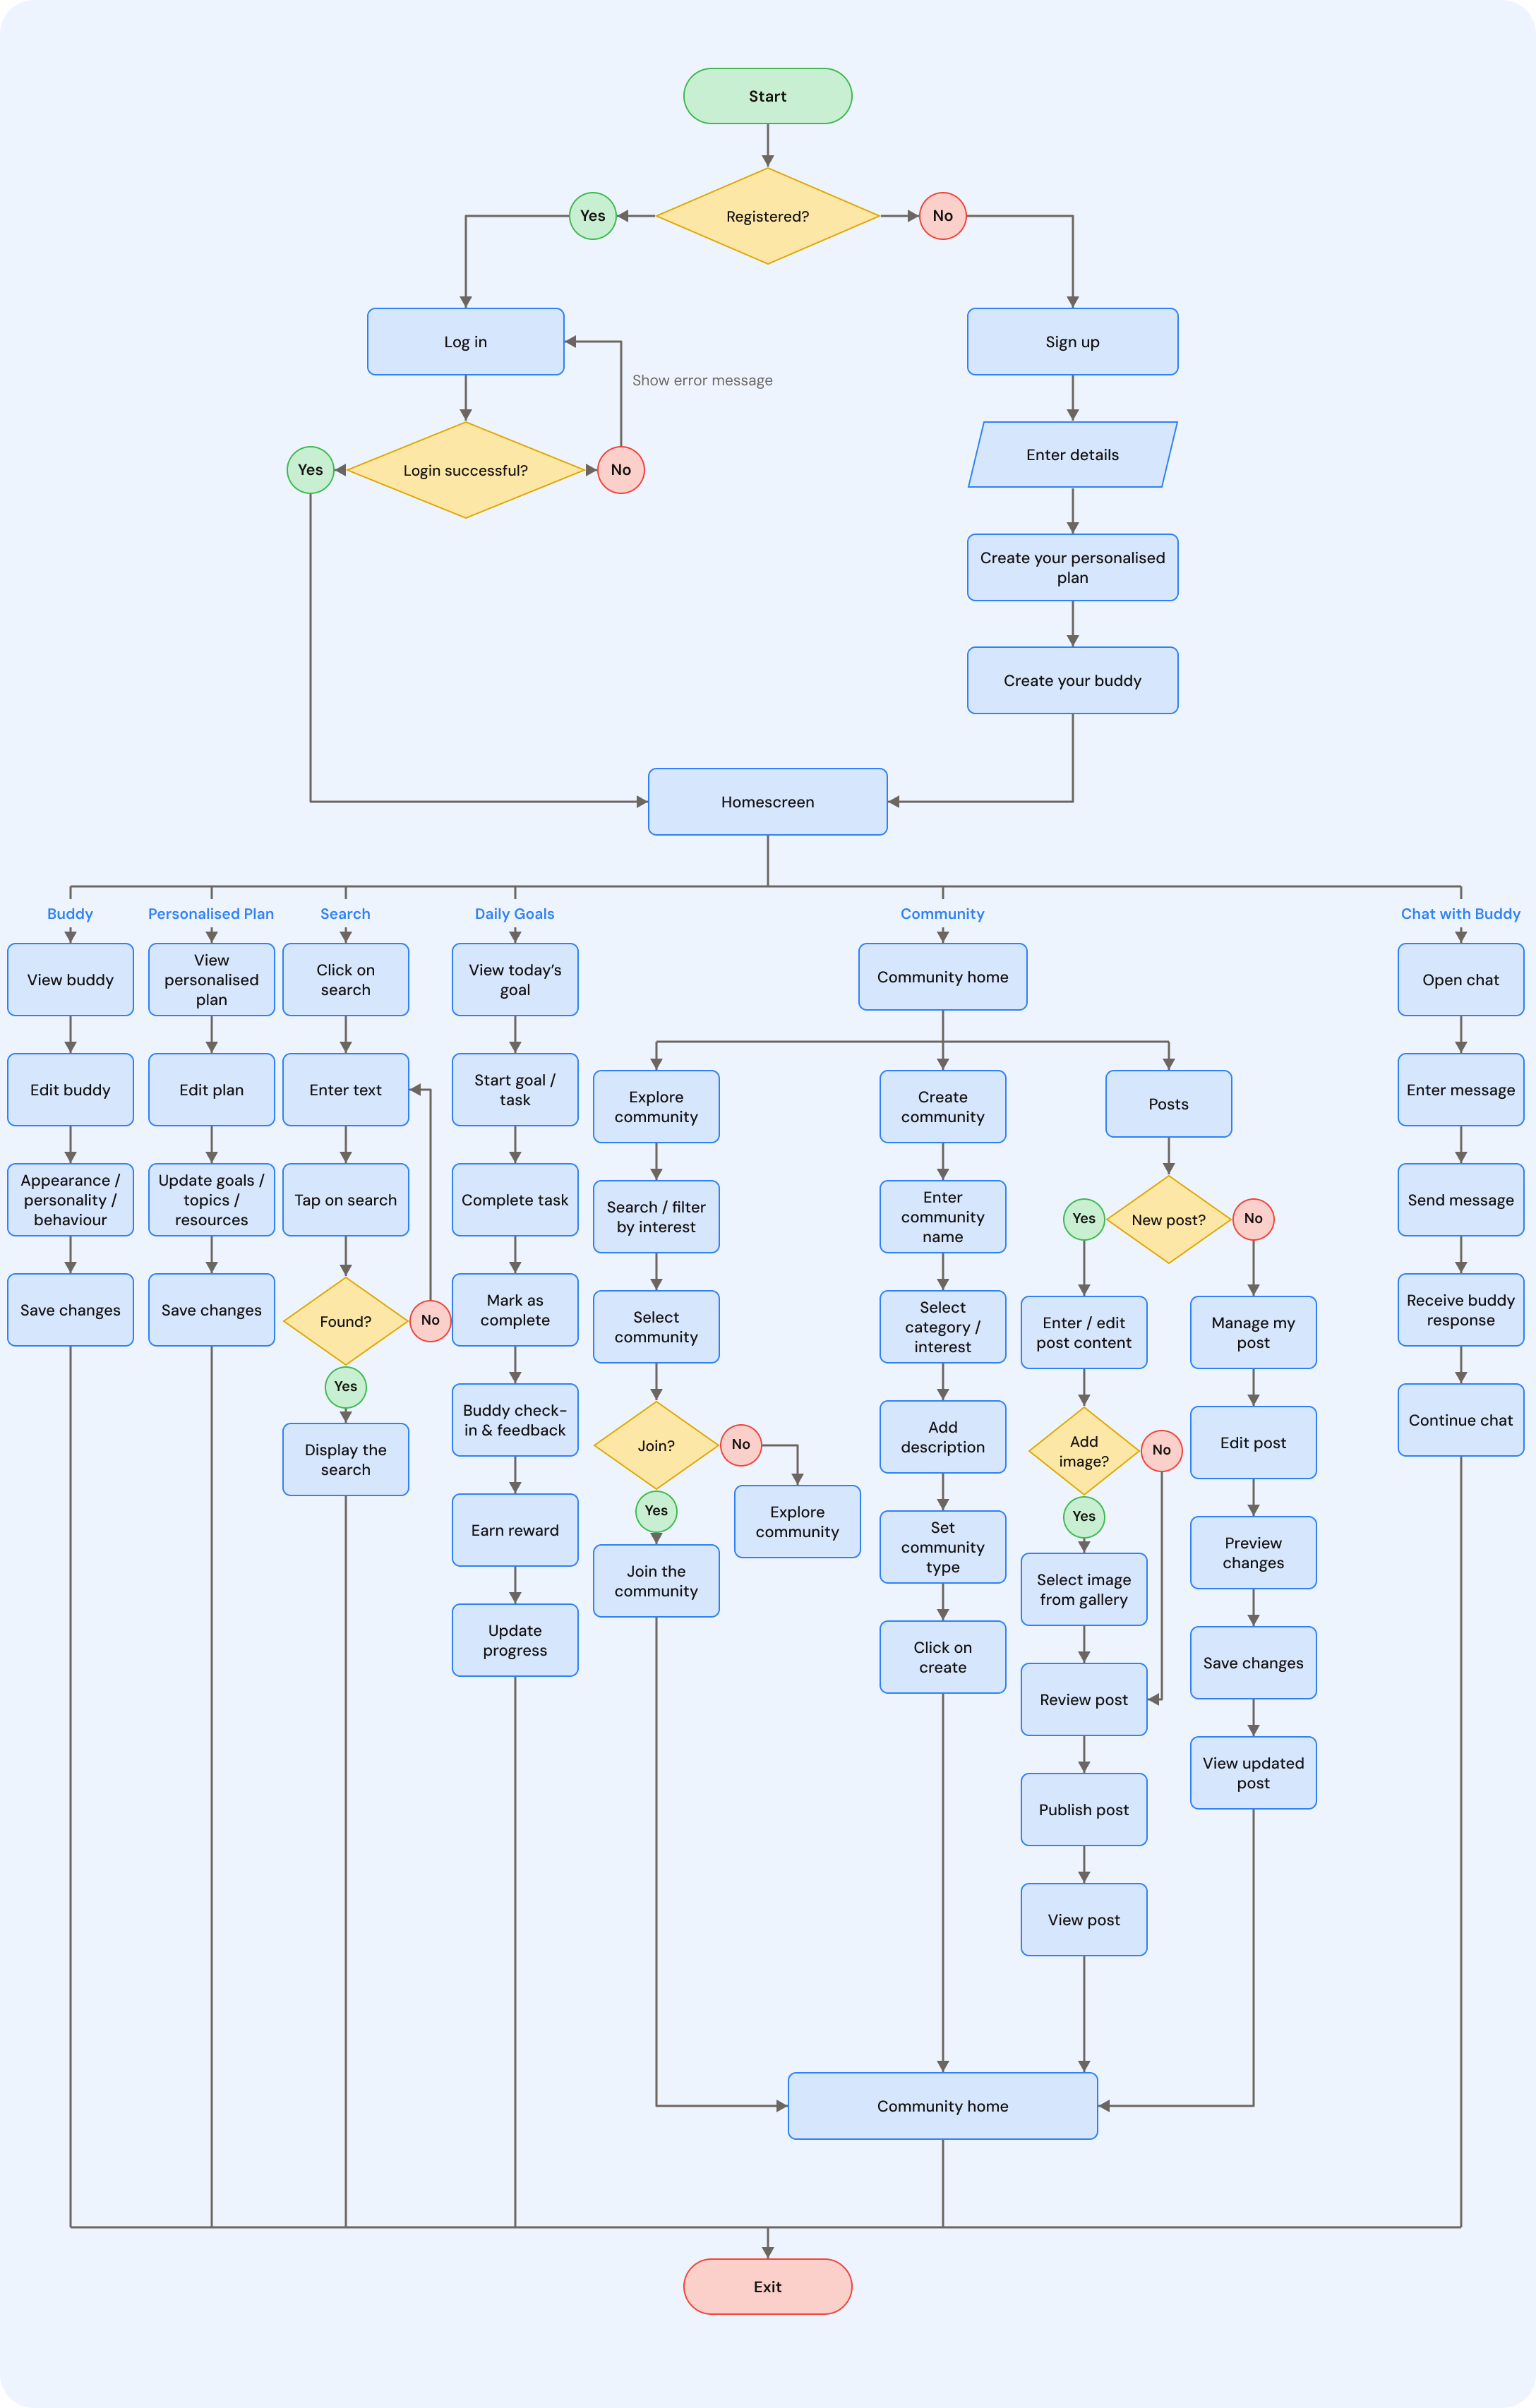 Start
Registered?
Yes
No
Log in
Sign up
Show error message
Enter details
Login successful?
Yes
No
Create your personalised
plan
Create your buddy
Homescreen
Buddy
Personalised Plan
Search
Daily Goals
Community
Chat with Buddy
View buddy
Edit buddy
Appearance /
personality /
behaviour
Save changes
View
personalised
plan
Edit plan
Update goals /
topics /
resources
Save changes
Click on
search
Enter text
Tap on search
Found?
No
Yes
Display the
search
View today's
goal
Start goal /
task
Complete task
Mark as
complete
Buddy check-
in & feedback
Earn reward
Update
progress
Community home
Explore
community
Search / filter
by interest
Select
community
Join?
No
Yes
Explore
community
Join the
community
Create
community
Enter
community
name
Select
category /
interest
Add
description
Set
community
type
Click on
create
Posts
New post?
Yes
No
Enter / edit
post content
Add
image?
No
Yes
Select image
from gallery
Review post
Publish post
View post
Manage my
post
Edit post
Preview
changes
Save changes
View updated
post
Open chat
Enter message
Send message
Receive buddy
response
Continue chat
Community home
Exit